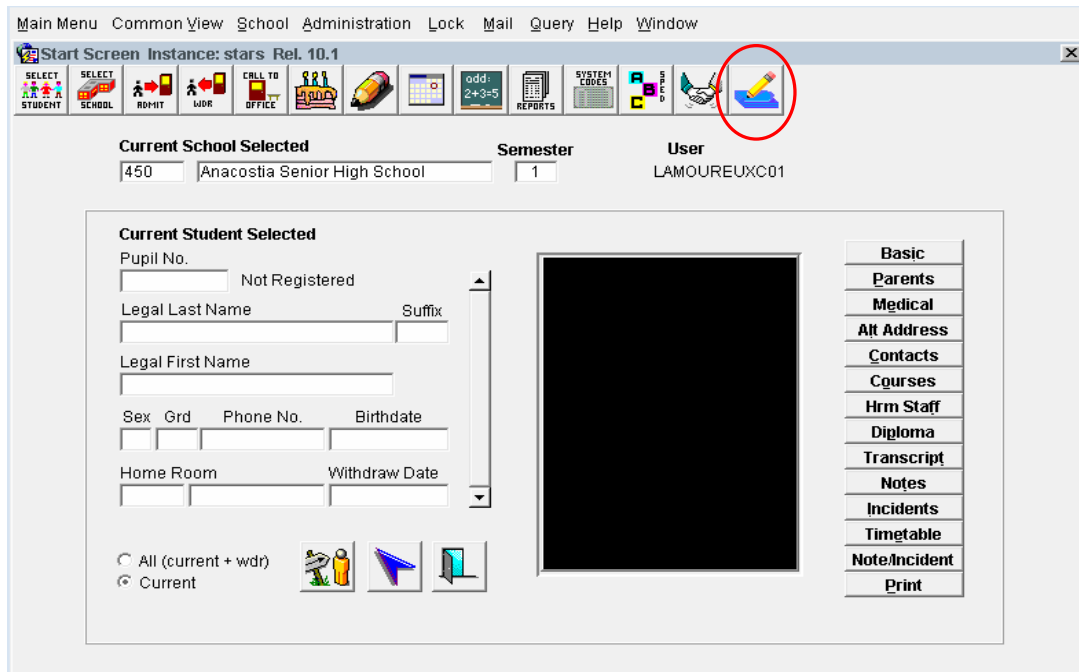 Main Menu Common View School Administration Lock Mail Query Help Window
Start Screen Instance: stars Rel. 10.1
SELECT STUDENT
SELECT SCHOOL
ADMIT
WDR
CALL TO OFFICE
add: 2+3=5
REPORTS
SYSTEM CODES
A B C SPED
Current School Selected Semester User
450 Anacostia Senior High School 1 LAMOUREUXC01
Current Student Selected
Pupil No.
Not Registered
Legal Last Name Suffix
Legal First Name
Sex Grd Phone No. Birthdate
Home Room Withdraw Date
All (current + wdr)
Current
Basic
Parents
Medical
Alt Address
Contacts
Courses
Hrm Staff
Diploma
Transcript
Notes
Incidents
Timetable
Note/Incident
Print